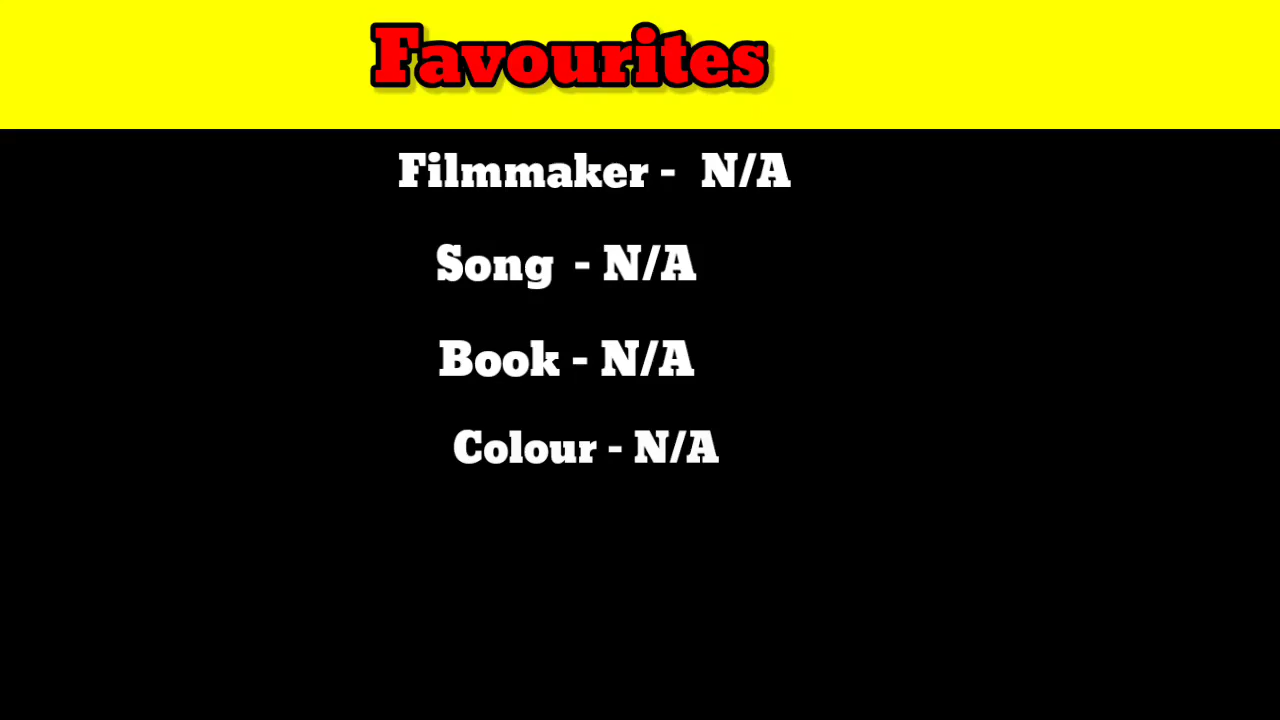 Favourites
Filmmaker - N/A
Song - N/A
Book - N/A
Colour - N/A